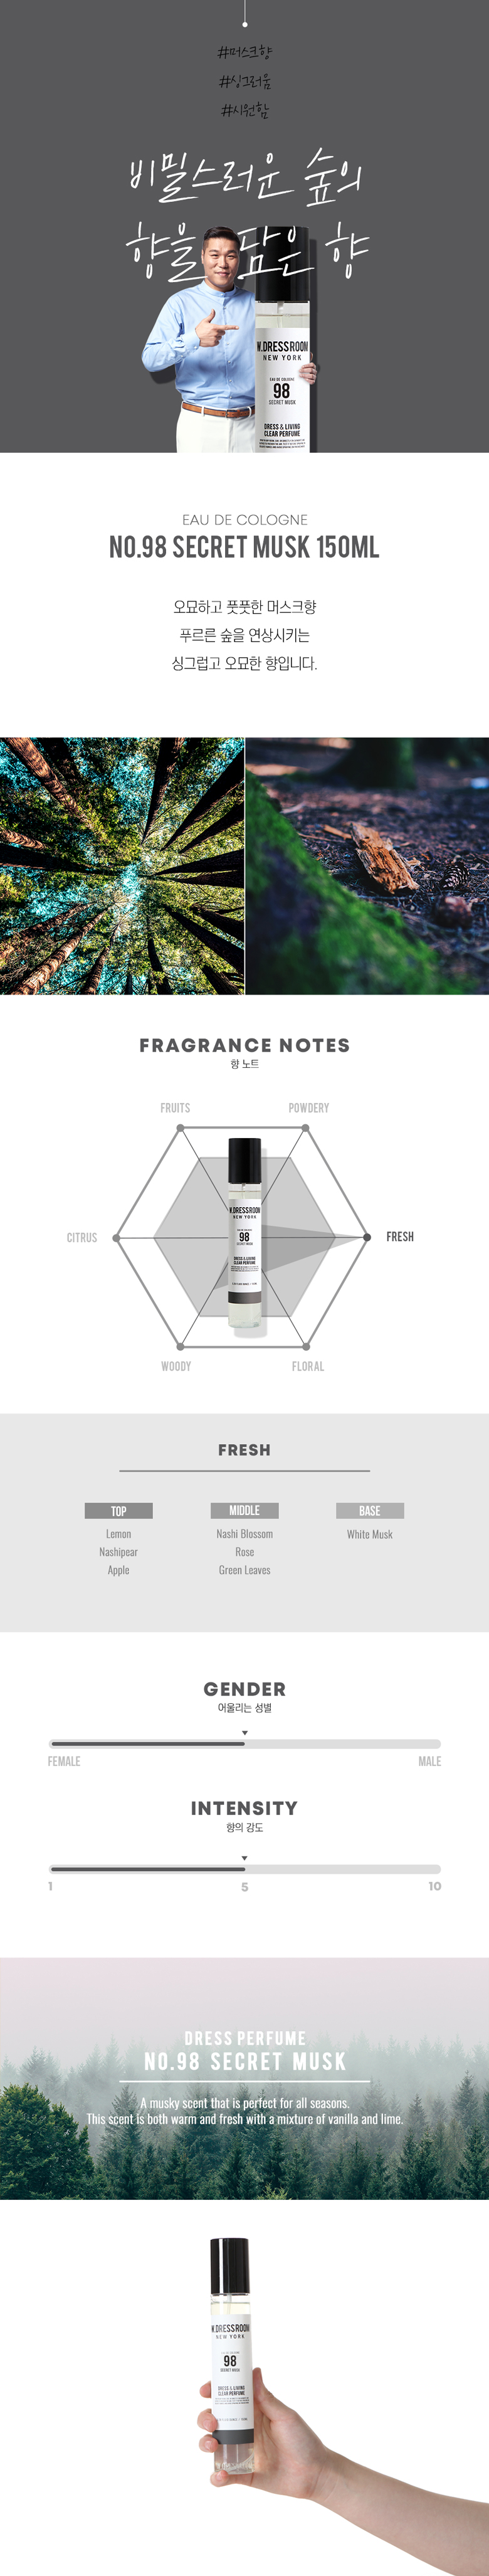 #머스크향
#싱그러움
#시원함
비밀스러운 숲의
향을 담은 향
W.DRESSROOM
NEW YORK
EAU DE COLOGNE
98
SECRET MUSK
DRESS & LIVING
CLEAR PERFUME
EAU DE COLOGNE
NO.98 SECRET MUSK 150ML
오묘하고 풋풋한 머스크향
푸르른 숲을 연상시키는
싱그럽고 오묘한 향입니다.
FRAGRANCE NOTES
향 노트
FRUITS
POWDERY
CITRUS
W.DRESSROOM
NEW YORK
98
SECRET MUSK
DRESS & LIVING
CLEAR PERFUME
FRESH
WOODY
FLORAL
FRESH
TOP
MIDDLE
BASE
Lemon
Nashi Blossom
White Musk
Nashipear
Rose
Apple
Green Leaves
GENDER
어울리는 성별
FEMALE
MALE
INTENSITY
향의 강도
1
5
10
DRESS PERFUME
NO.98 SECRET MUSK
A musky scent that is perfect for all seasons.
This scent is both warm and fresh with a mixture of vanilla and lime.
W.DRESSROOM
NEW YORK
98
SECRET MUSK
DRESS & LIVING
CLEAR PERFUME